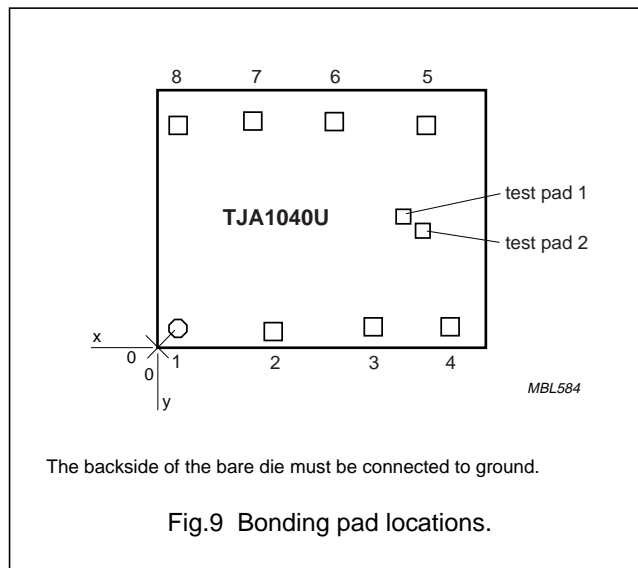 8 7 6 5
test pad 1
TJA1040U
test pad 2
x
0 1 2 3 4
0
y
MBL584
The backside of the bare die must be connected to ground.
Fig.9 Bonding pad locations.